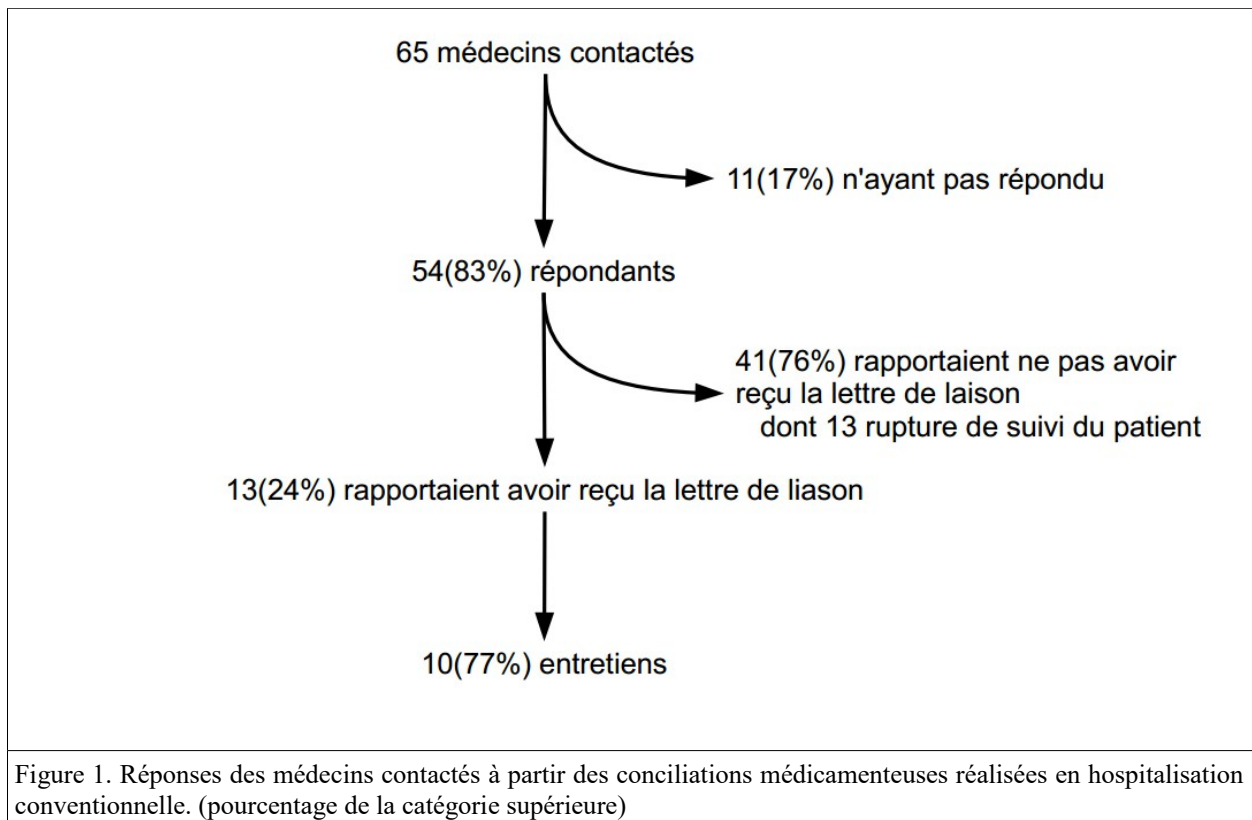 65 médecins contactés
11(17%) n'ayant pas répondu
54(83%) répondants
41(76%) rapportaient ne pas avoir
reçu la lettre de laison
dont 13 rupture de suivi du patient
13(24%) rapportaient avoir reçu la lettre de liason
10(77%) entretiens
Figure 1. Réponses des médecins contactés à partir des conciliations médicamenteuses réalisées en hospitalisation
conventionnelle. (pourcentage de la catégorie supérieure)